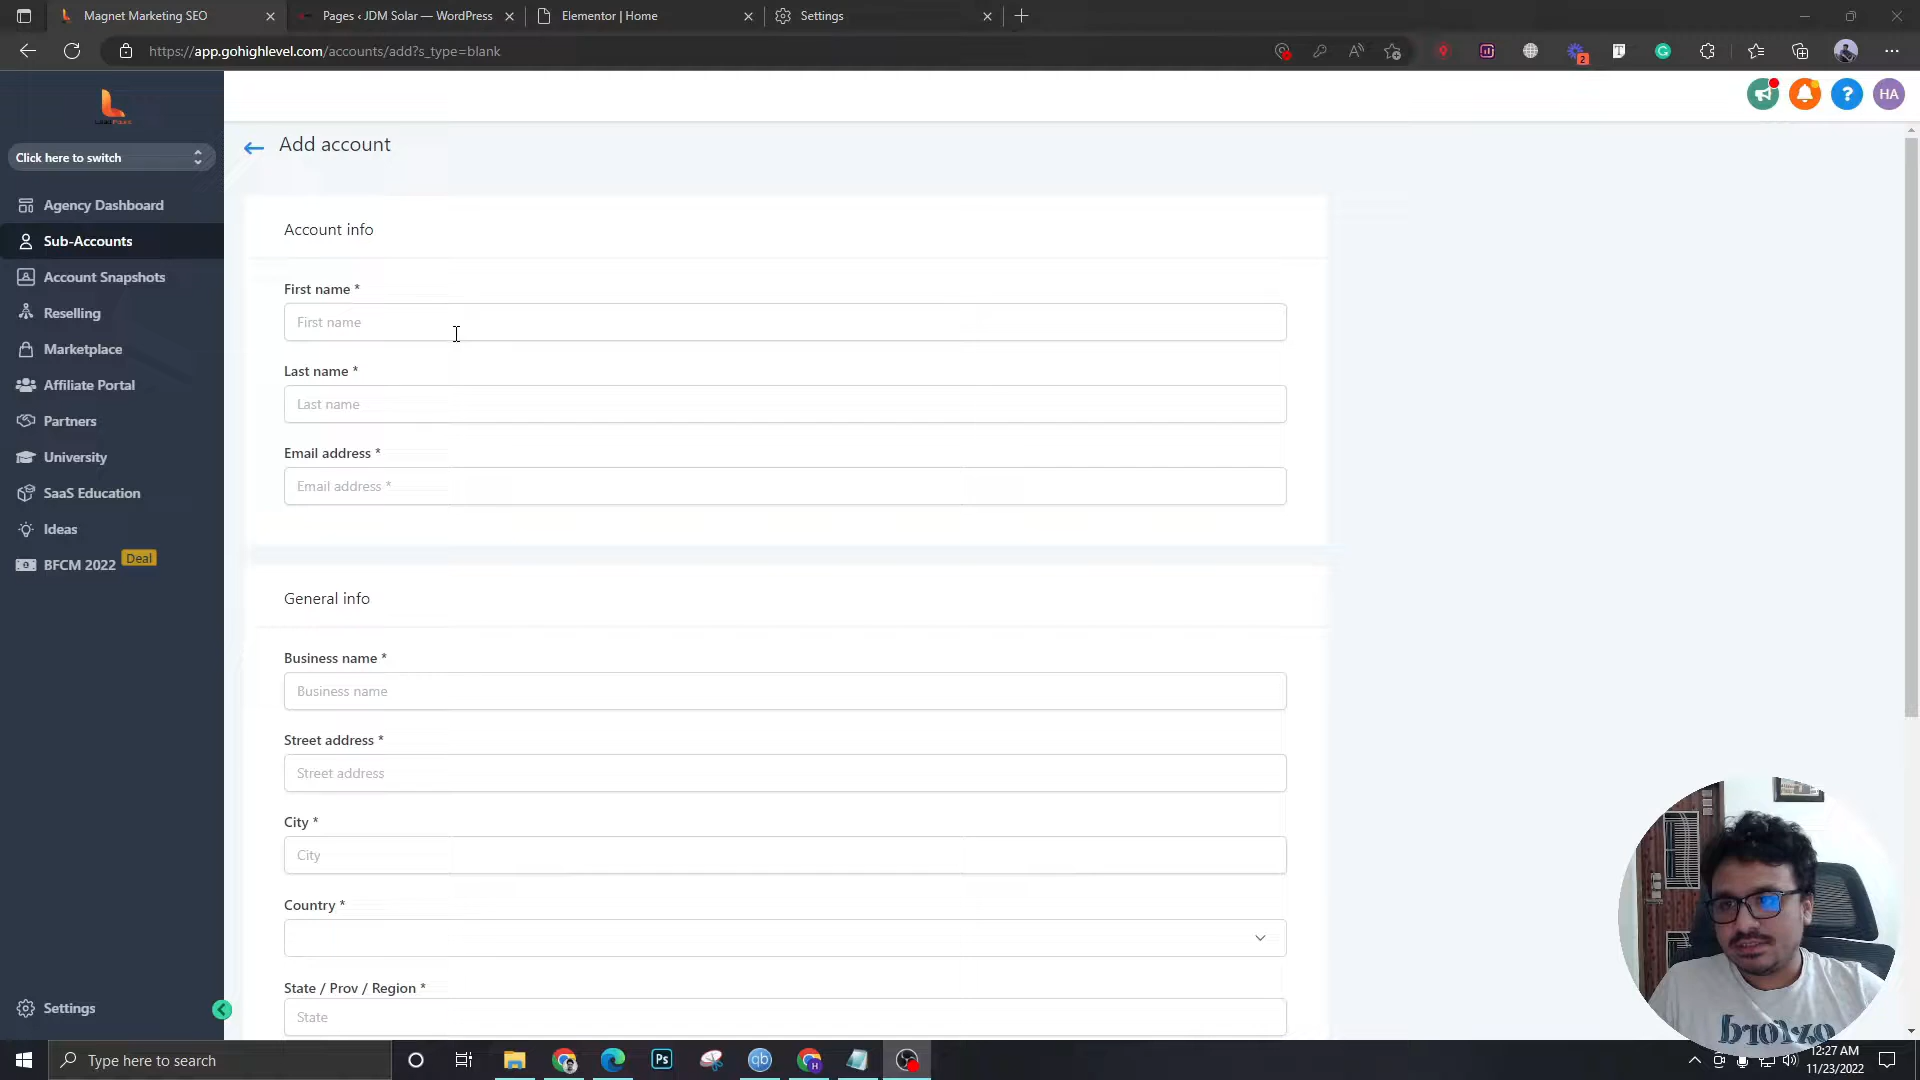 Magnet Marketing SEO
Pages ‹ JDM Solar — WordPress
Elementor | Home
Settings
https://app.gohighlevel.com/accounts/add?s_type=blank
2
HA
Click here to switch
Agency Dashboard
Sub-Accounts
Account Snapshots
Reselling
Marketplace
Affiliate Portal
Partners
University
SaaS Education
Ideas
BFCM 2022 Deal
Settings
Add account
Account info
First name *
First name
Last name *
Last name
Email address *
Email address *
General info
Business name *
Business name
Street address *
Street address
City *
City
Country *
State / Prov / Region *
State
Type here to search
Ps
qb
12:27 AM
11/23/2022